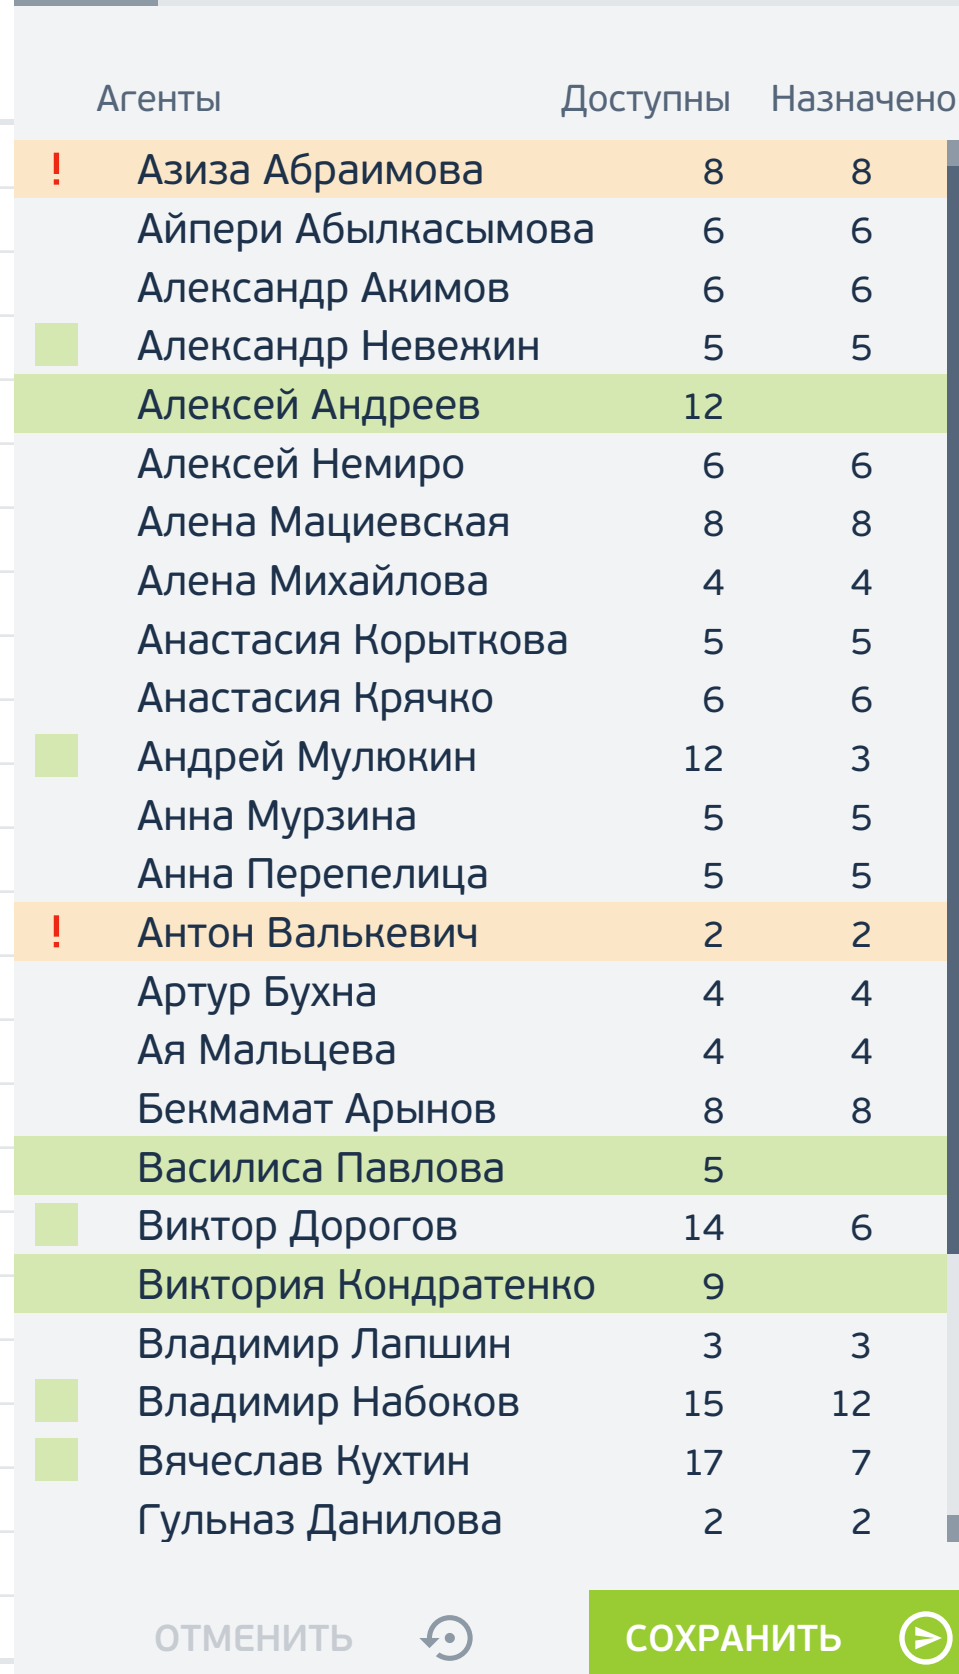 Агенты Доступны Назначено
! Азиза Абраимова 8 8
Айпери Абылкасымова 6 6
Александр Акимов 6 6
Александр Невежин 5 5
Алексей Андреев 12
Алексей Немиро 6 6
Алена Мациевская 8 8
Алена Михайлова 4 4
Анастасия Корыткова 5 5
Анастасия Крячко 6 6
Андрей Мулюкин 12 3
Анна Мурзина 5 5
Анна Перепелица 5 5
! Антон Валькевич 2 2
Артур Бухна 4 4
Ая Мальцева 4 4
Бекмамат Арынов 8 8
Василиса Павлова 5
Виктор Дорогов 14 6
Виктория Кондратенко 9
Владимир Лапшин 3 3
Владимир Набоков 15 12
Вячеслав Кухтин 17 7
Гульназ Данилова 2 2
ОТМЕНИТЬ СОХРАНИТЬ